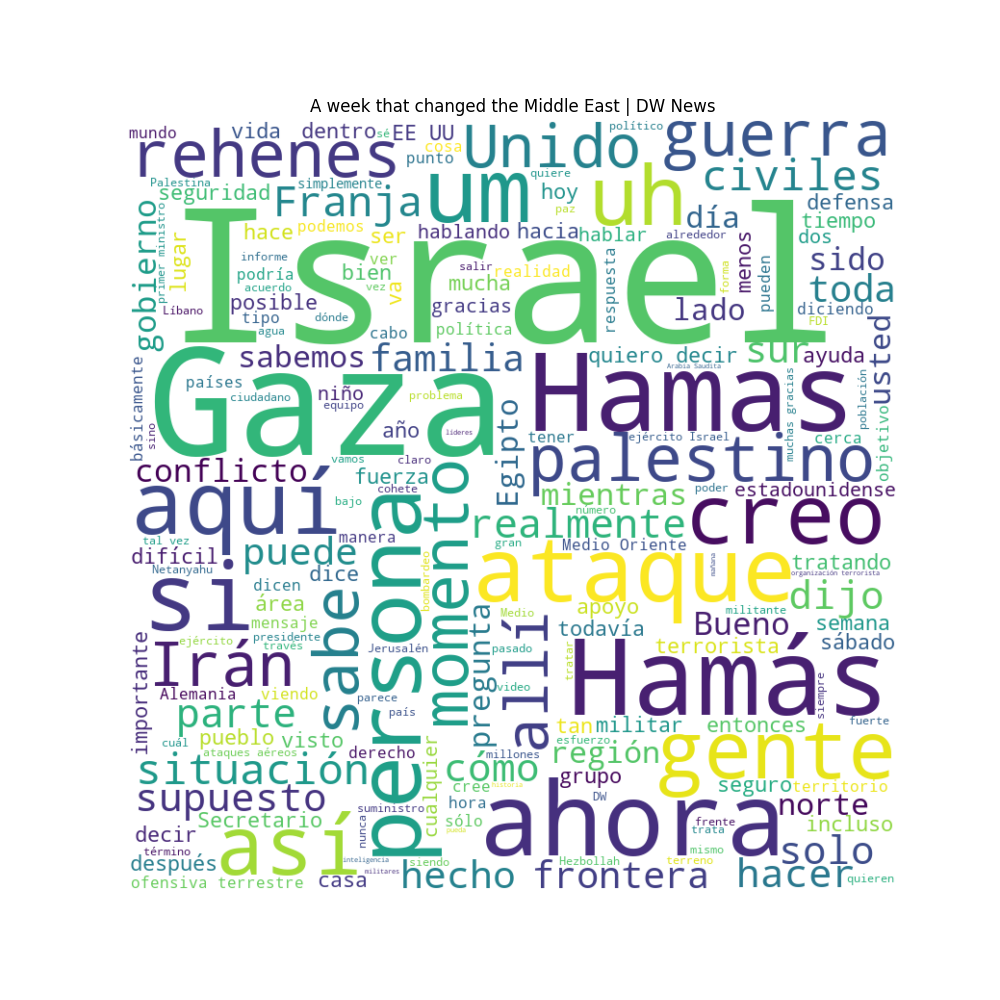 A week that changed the Middle East | DW News
mundo vida dentro sé EE UU cosa Unido político guerra
rehenes punto um quiere uh civiles
Palestina seguridad simplemente Franja hoy paz día defensa
gobierno primer ministro lugar hace podemos ser hablando hacia hablar alrededor menos tiempo dos
Israel
informe ver salir realidad respuesta forma pueden sido
podría bien va mucha toda
acuerdo vez posible gracias lado diciendo
Líbano tipo dónde política FDI
agua cabo
sabemos familia quiero decir sur ayuda usted
básicamente Gaza Hamas Arabia Saudita
países niño problema muchas gracias población
ciudadano equipo
sino año líderes Egipto tener ejército Israel cerca objetivo
conflicto vamos claro palestino
fuerza mientras poder estadounidense
aquí bajo cohete momento realmente número creo
tal vez manera gran
difícil puede persona Medio Oriente mañana tratando
Netanyahu dice ataque organización terrorista
si dicen sabe bombardeo dijo
área apoyo militante
mensaje pregunta Medio allí todavía Bueno semana
ejército presidente
importante Irán través Jerusalén pasado tratar terrorista sábado
Hamás
Alemania viendo parece video siempre
parte país tan militar entonces fuerte
pueblo visto cualquier esfuerzo
cuál ataques aéreos derecho millones región gente
situación cómo grupo
cree historia DW seguro territorio
supuesto suministro hora ahora norte
Secretario sólo frente incluso
decir así nunca pueda trata
término mismo solo
después inteligencia siendo Hezbollah terreno
militares
ofensiva terrestre casa hecho frontera hacer quieren